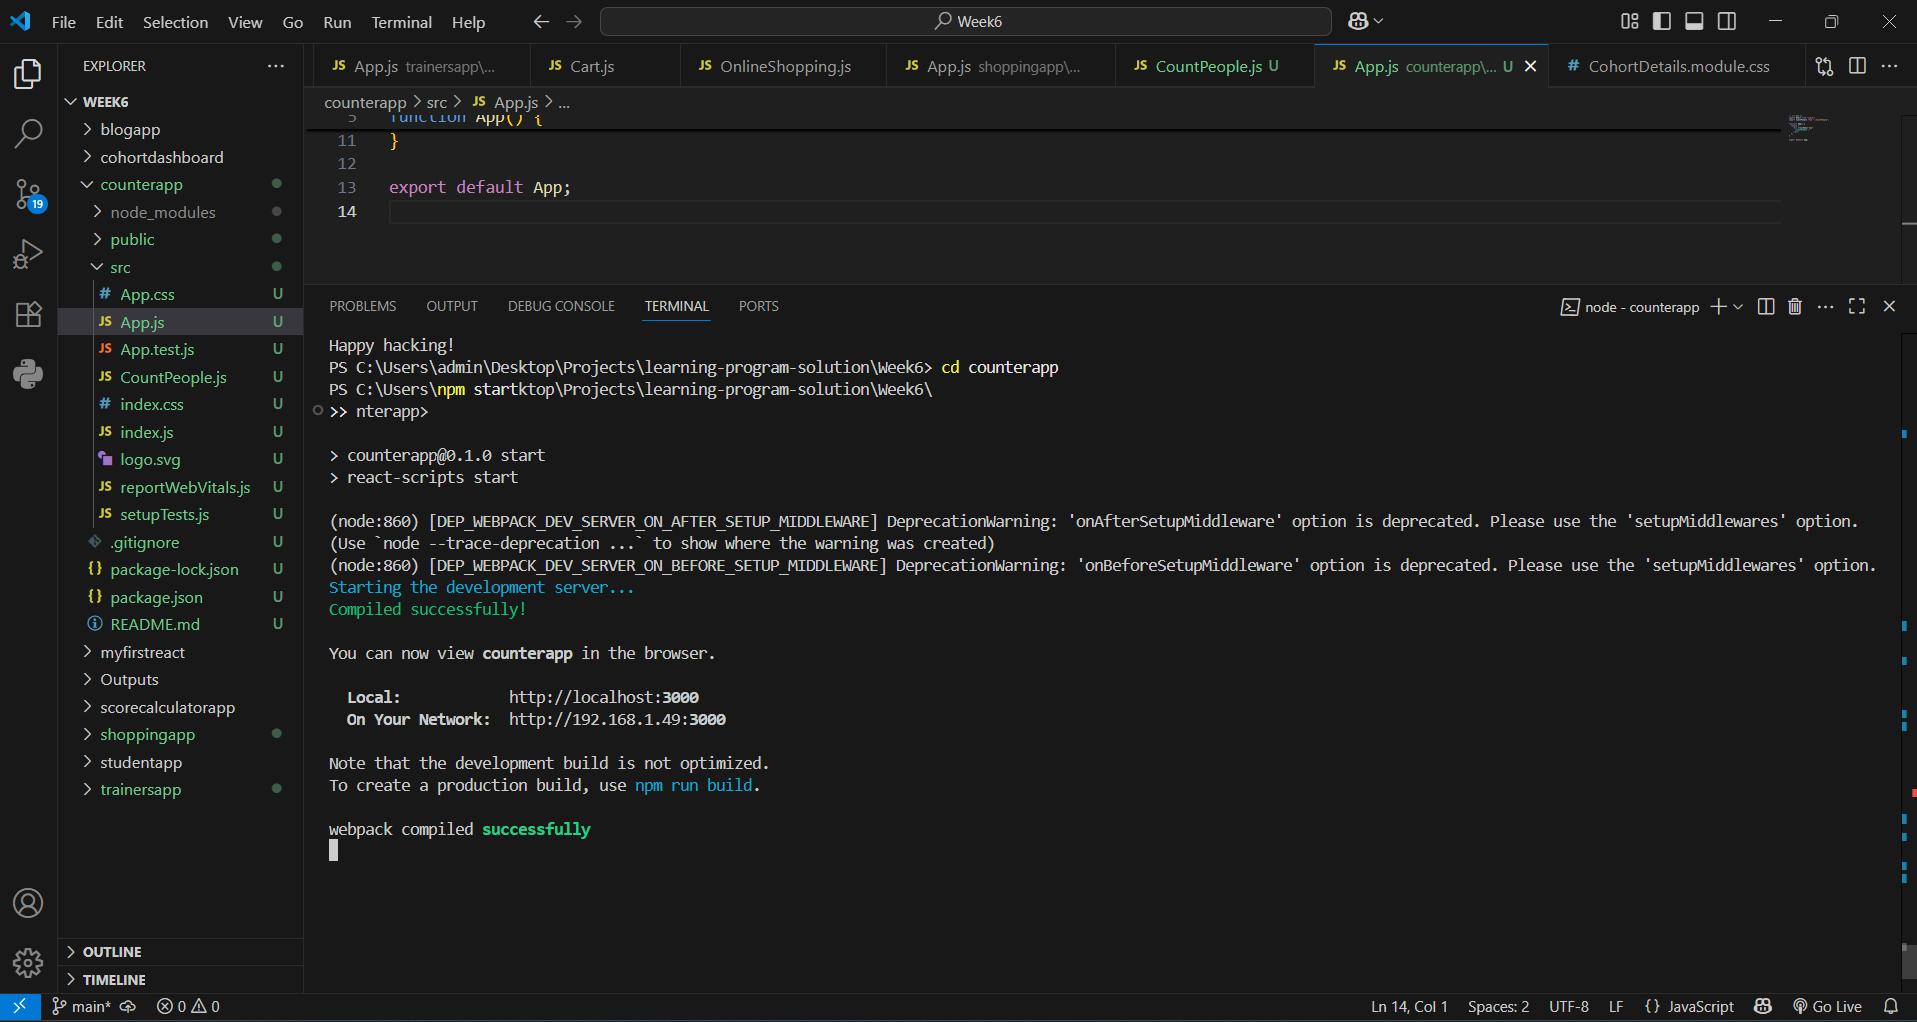 File Edit Selection View Go Run Terminal Help
Week6
EXPLORER
WEEK6
blogapp
cohortdashboard
counterapp
node_modules
public
src
# App.css U
JS App.js U
JS App.test.js U
JS CountPeople.js U
# index.css U
JS index.js U
logo.svg U
JS reportWebVitals.js U
JS setupTests.js U
.gitignore U
{} package-lock.json U
{} package.json U
README.md U
myfirstreact
Outputs
scorecalculatorapp
shoppingapp
studentapp
trainersapp
OUTLINE
TIMELINE
19
JS App.js trainersapp\...
JS Cart.js
JS OnlineShopping.js
JS App.js shoppingapp\...
JS CountPeople.js U
JS App.js counterapp\... U
# CohortDetails.module.css
counterapp > src > JS App.js > ...
5 function App() {
11 }
12
13 export default App;
14
PROBLEMS OUTPUT DEBUG CONSOLE TERMINAL PORTS
node - counterapp
Happy hacking!
PS C:\Users\admin\Desktop\Projects\learning-program-solution\Week6> cd counterapp
PS C:\Users\npm startktop\Projects\learning-program-solution\Week6\
>> nterapp>
> counterapp@0.1.0 start
> react-scripts start
(node:860) [DEP_WEBPACK_DEV_SERVER_ON_AFTER_SETUP_MIDDLEWARE] DeprecationWarning: 'onAfterSetupMiddleware' option is deprecated. Please use the 'setupMiddlewares' option.
(Use `node --trace-deprecation ...` to show where the warning was created)
(node:860) [DEP_WEBPACK_DEV_SERVER_ON_BEFORE_SETUP_MIDDLEWARE] DeprecationWarning: 'onBeforeSetupMiddleware' option is deprecated. Please use the 'setupMiddlewares' option.
Starting the development server...
Compiled successfully!
You can now view counterapp in the browser.
Local: http://localhost:3000
On Your Network: http://192.168.1.49:3000
Note that the development build is not optimized.
To create a production build, use npm run build.
webpack compiled successfully
main* 0 0
Ln 14, Col 1 Spaces: 2 UTF-8 LF {} JavaScript Go Live